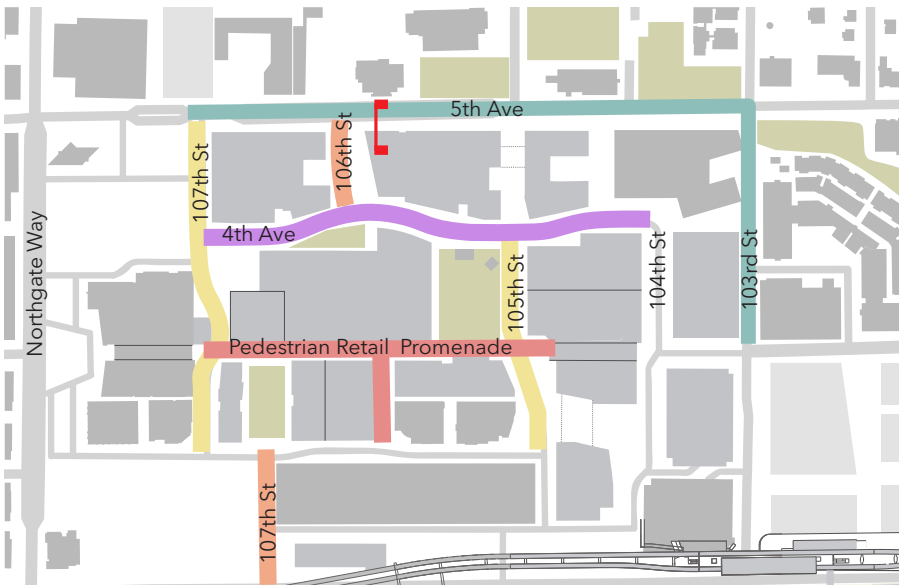 5th Ave
106th St
107th St
4th Ave
Northgate Way
105th St
104th St
103rd St
Pedestrian Retail Promenade
107th St